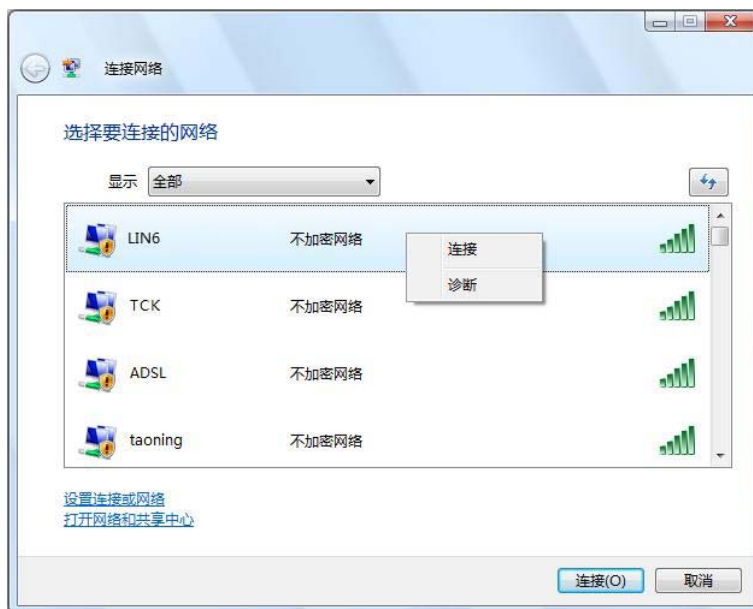 连接网络
选择要连接的网络
显示 全部
LIN6 不加密网络
连接
诊断
TCK 不加密网络
ADSL 不加密网络
taoning 不加密网络
设置连接或网络
打开网络和共享中心
连接(O) 取消